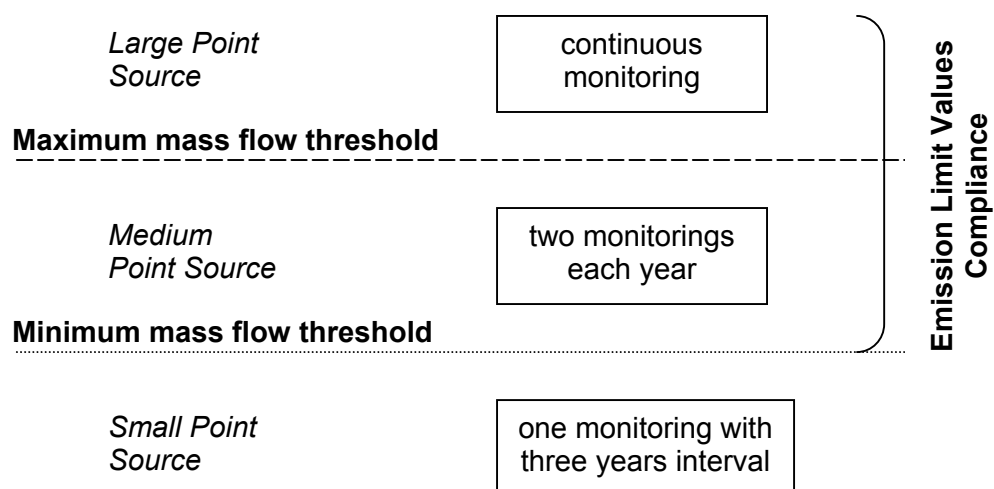 Large Point
Source
continuous
monitoring
Maximum mass flow threshold
Medium
Point Source
two monitorings
each year
Minimum mass flow threshold
Small Point
Source
one monitoring with
three years interval
Emission Limit Values
Compliance